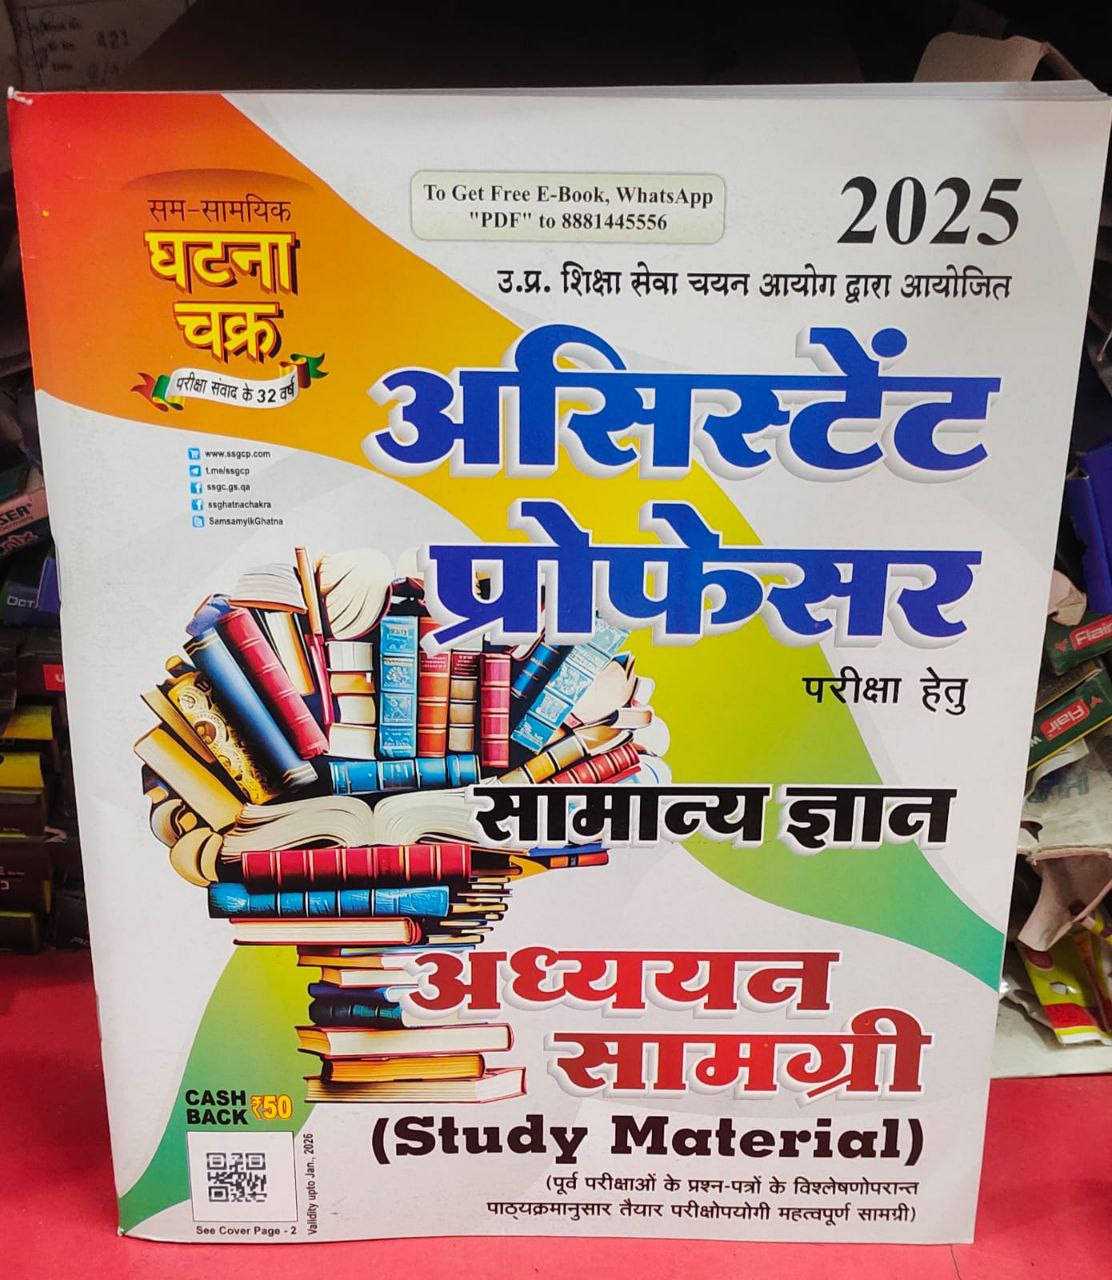 421
सम-सामयिक
घटना
चक्र
परीक्षा संवाद के 32 वर्ष
To Get Free E-Book, WhatsApp
"PDF" to 8881445556
2025
उ.प्र. शिक्षा सेवा चयन आयोग द्वारा आयोजित
असिस्टेंट
प्रोफेसर
परीक्षा हेतु
www.ssgcp.com
t.me/ssgcp
ssgc.gs.qa
ssghatnachakra
SamsamyikGhatna
सामान्य ज्ञान
अध्ययन
सामग्री
(Study Material)
(पूर्व परीक्षाओं के प्रश्न-पत्रों के विश्लेषणोपरान्त
पाठ्यक्रमानुसार तैयार परीक्षोपयोगी महत्वपूर्ण सामग्री)
CASH
BACK ₹50
See Cover Page - 2
Validity upto Jan., 2026
Flair
Flair